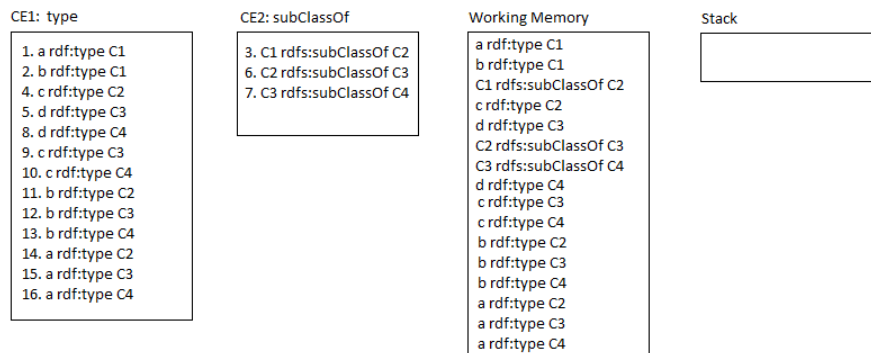 CE1: type
1. a rdf:type C1
2. b rdf:type C1
4. c rdf:type C2
5. d rdf:type C3
8. d rdf:type C4
9. c rdf:type C3
10. c rdf:type C4
11. b rdf:type C2
12. b rdf:type C3
13. b rdf:type C4
14. a rdf:type C2
15. a rdf:type C3
16. a rdf:type C4
CE2: subClassOf
3. C1 rdfs:subClassOf C2
6. C2 rdfs:subClassOf C3
7. C3 rdfs:subClassOf C4
Working Memory
a rdf:type C1
b rdf:type C1
C1 rdfs:subClassOf C2
c rdf:type C2
d rdf:type C3
C2 rdfs:subClassOf C3
C3 rdfs:subClassOf C4
d rdf:type C4
c rdf:type C3
c rdf:type C4
b rdf:type C2
b rdf:type C3
b rdf:type C4
a rdf:type C2
a rdf:type C3
a rdf:type C4
Stack